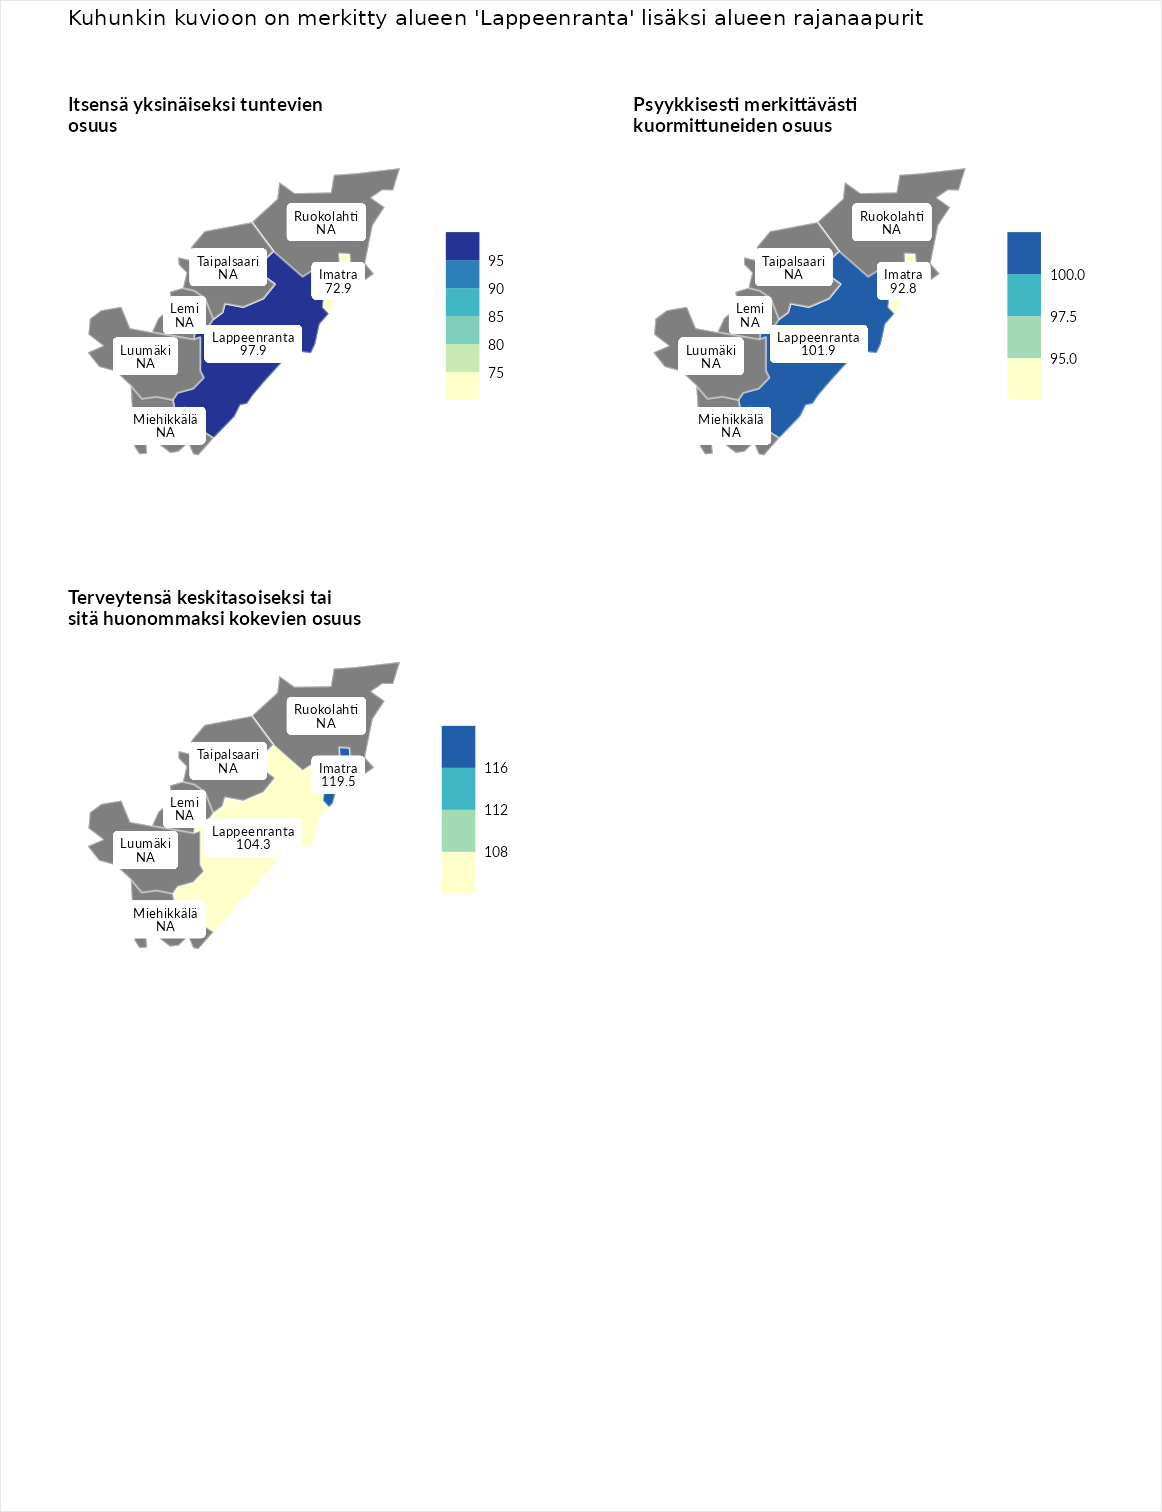 Kuhunkin kuvioon on merkitty alueen 'Lappeenranta' lisäksi alueen rajanaapurit
Itsensä yksinäiseksi tuntevien
osuus
Ruokolahti
NA
Taipalsaari
NA
Imatra
72.9
Lemi
NA
Lappeenranta
97.9
Luumäki
NA
Miehikkälä
NA
95
90
85
80
75
Psyykkisesti merkittävästi
kuormittuneiden osuus
Ruokolahti
NA
Taipalsaari
NA
Imatra
92.8
Lemi
NA
Lappeenranta
101.9
Luumäki
NA
Miehikkälä
NA
100.0
97.5
95.0
Terveytensä keskitasoiseksi tai
sitä huonommaksi kokevien osuus
Ruokolahti
NA
Taipalsaari
NA
Imatra
119.5
Lemi
NA
Lappeenranta
104.3
Luumäki
NA
Miehikkälä
NA
116
112
108